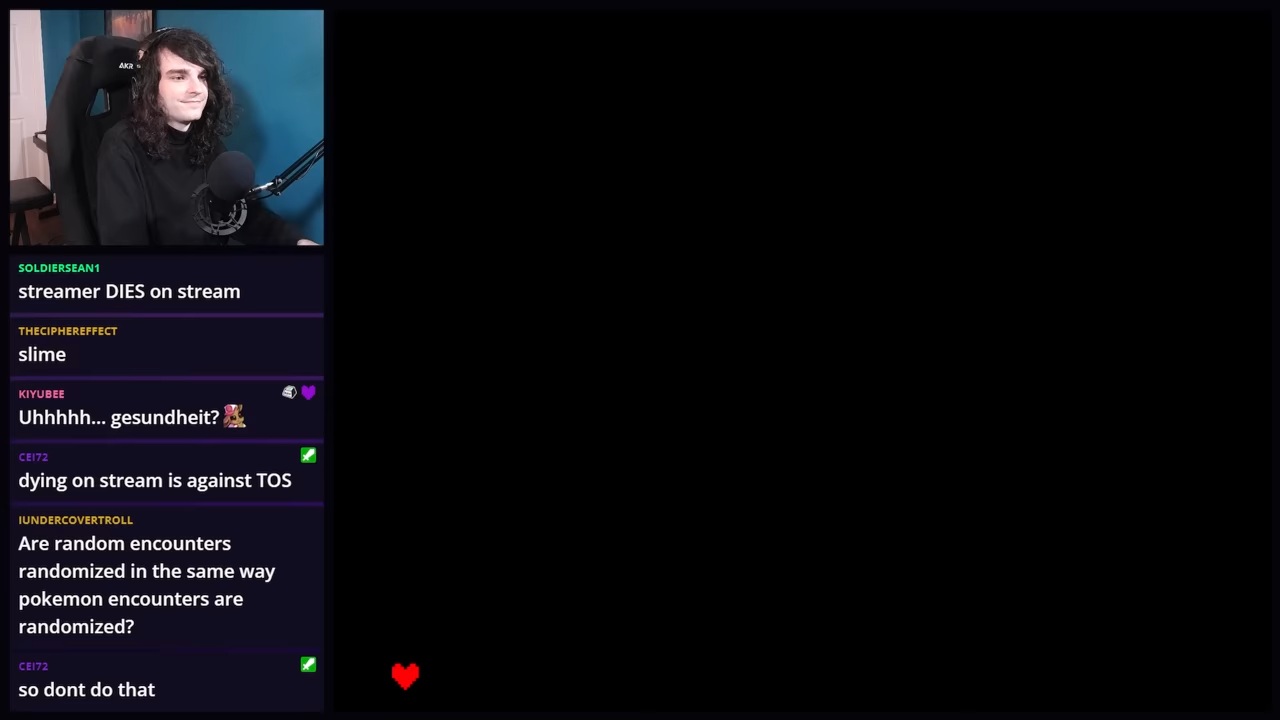 AKR
SOLDIERSEAN1
streamer DIES on stream
THECIPHEREFFECT
slime
KIYUBEE
Uhhhhh... gesundheit?
CEI72
dying on stream is against TOS
IUNDERCOVERTROLL
Are random encounters
randomized in the same way
pokemon encounters are
randomized?
CEI72
so dont do that